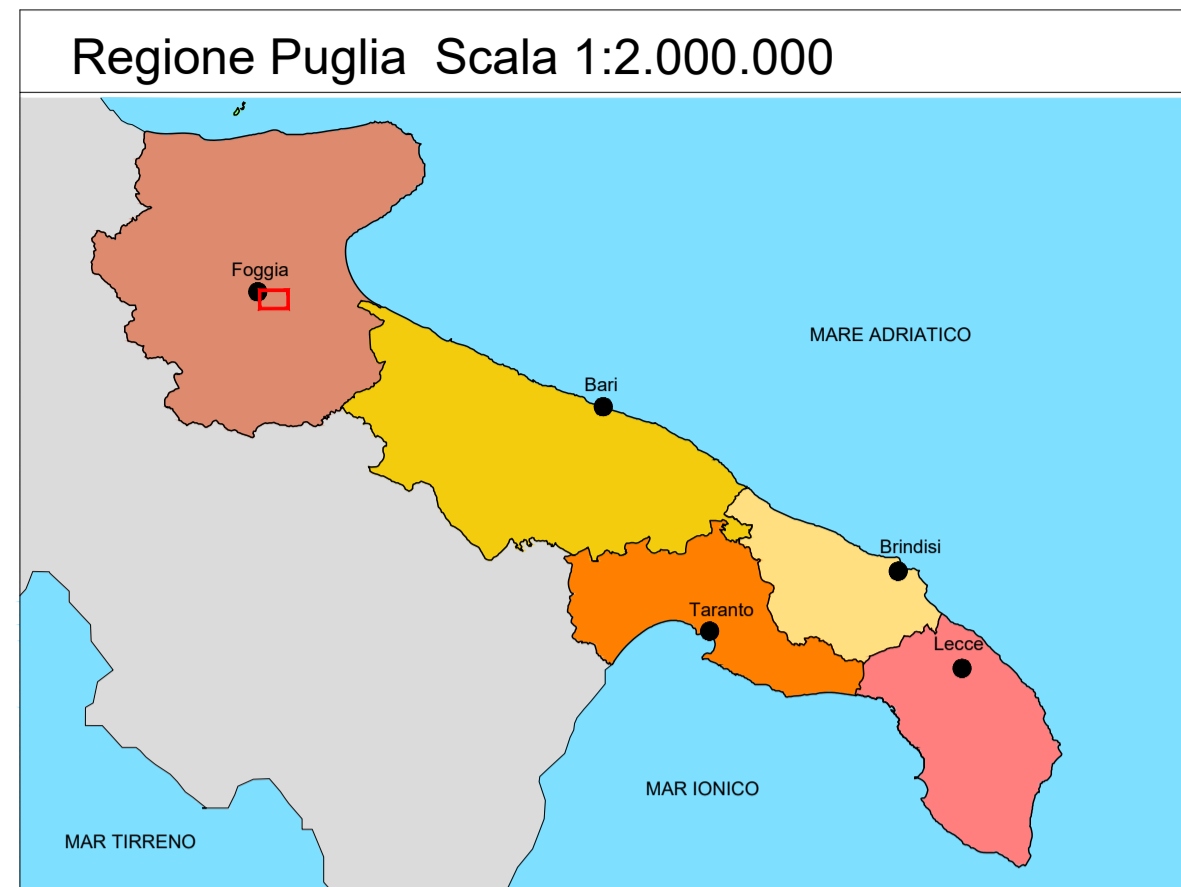 Regione Puglia Scala 1:2.000.000
Foggia
MARE ADRIATICO
Bari
Brindisi
Taranto
Lecce
MAR IONICO
MAR TIRRENO